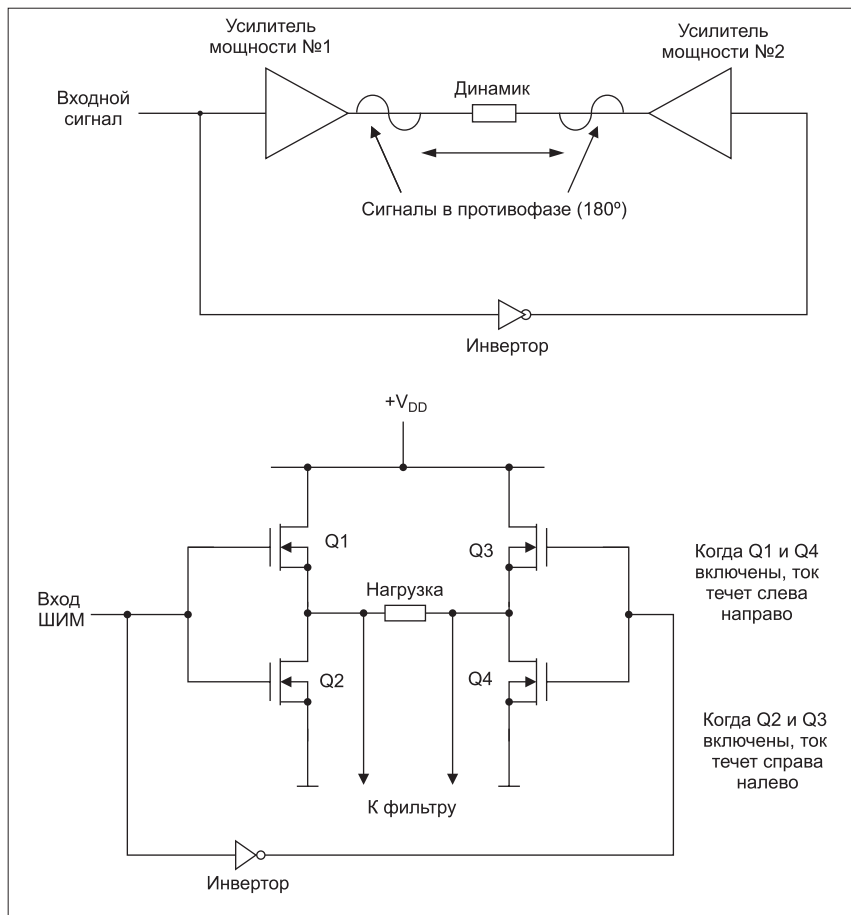 Усилитель
мощности №1
Усилитель
мощности №2
Входной
сигнал
Динамик
Сигналы в противофазе (180º)
Инвертор
+V_DD
Q1
Q3
Нагрузка
Вход
ШИМ
Q2
Q4
Когда Q1 и Q4
включены, ток
течет слева
направо
Когда Q2 и Q3
включены, ток
течет справа
налево
К фильтру
Инвертор